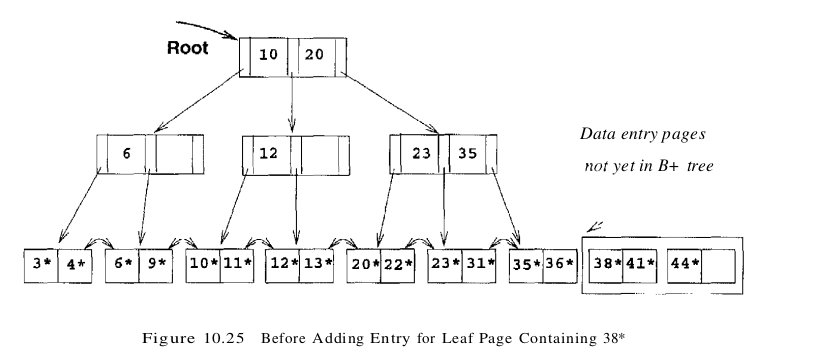 Root
10 20
Data entry pages
not yet in B+ tree
6
12
23 35
3* 4* 6* 9* 10* 11* 12* 13* 20* 22* 23* 31* 35* 36* 38* 41* 44*
Figure 10.25 Before Adding Entry for Leaf Page Containing 38*